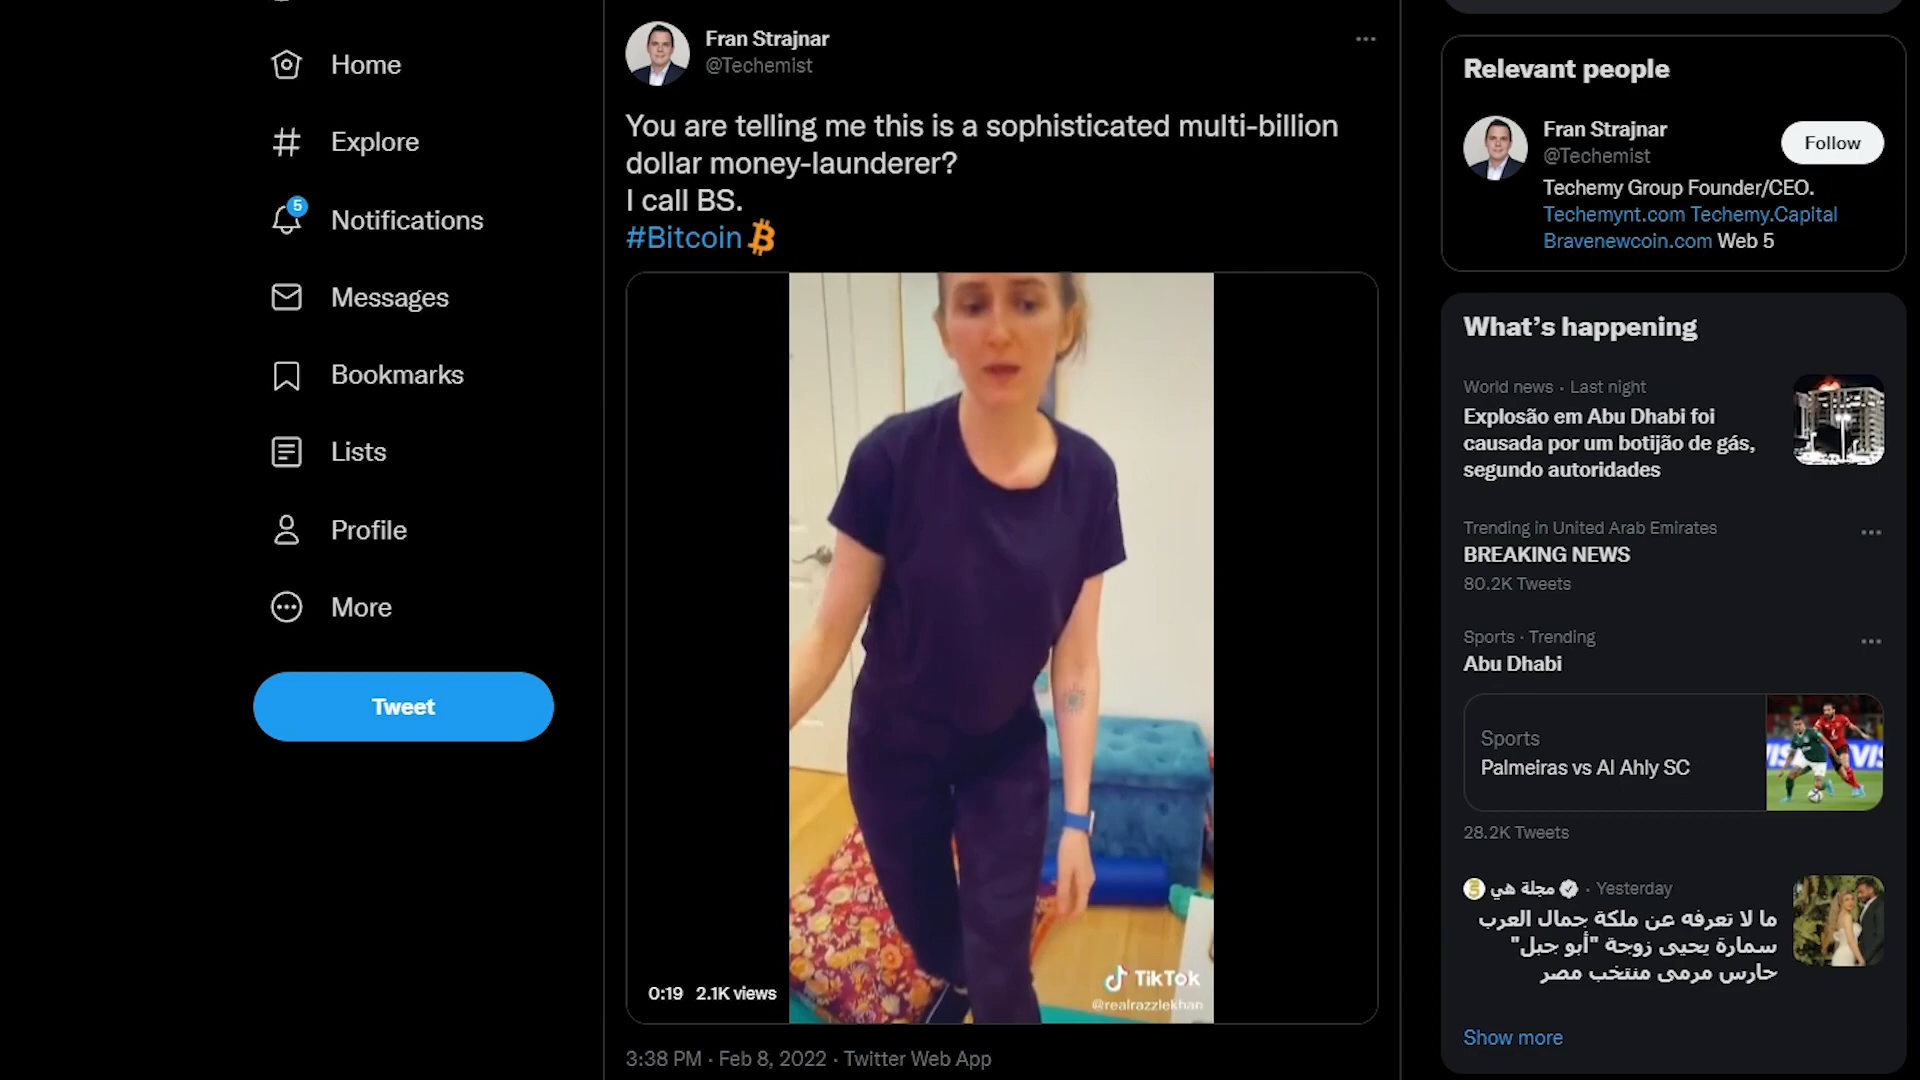 Home
Explore
5
Notifications
Messages
Bookmarks
Lists
Profile
More
Tweet
Fran Strajnar
@Techemist
You are telling me this is a sophisticated multi-billion
dollar money-launderer?
I call BS.
#Bitcoin
0:19 2.1K views
TikTok
@realrazzlekhan
3:38 PM · Feb 8, 2022 · Twitter Web App
Relevant people
Fran Strajnar
@Techemist
Follow
Techemy Group Founder/CEO.
Techemynt.com Techemy.Capital
Bravenewcoin.com Web 5
What's happening
World news · Last night
Explosão em Abu Dhabi foi
causada por um botijão de gás,
segundo autoridades
Trending in United Arab Emirates
BREAKING NEWS
80.2K Tweets
Sports · Trending
Abu Dhabi
Sports
Palmeiras vs Al Ahly SC
VISA
28.2K Tweets
مجلة هي · Yesterday
ما لا تعرفه عن ملكة جمال العرب
سمارة يحيى زوجة "أبو جبل"
حارس مرمى منتخب مصر
Show more